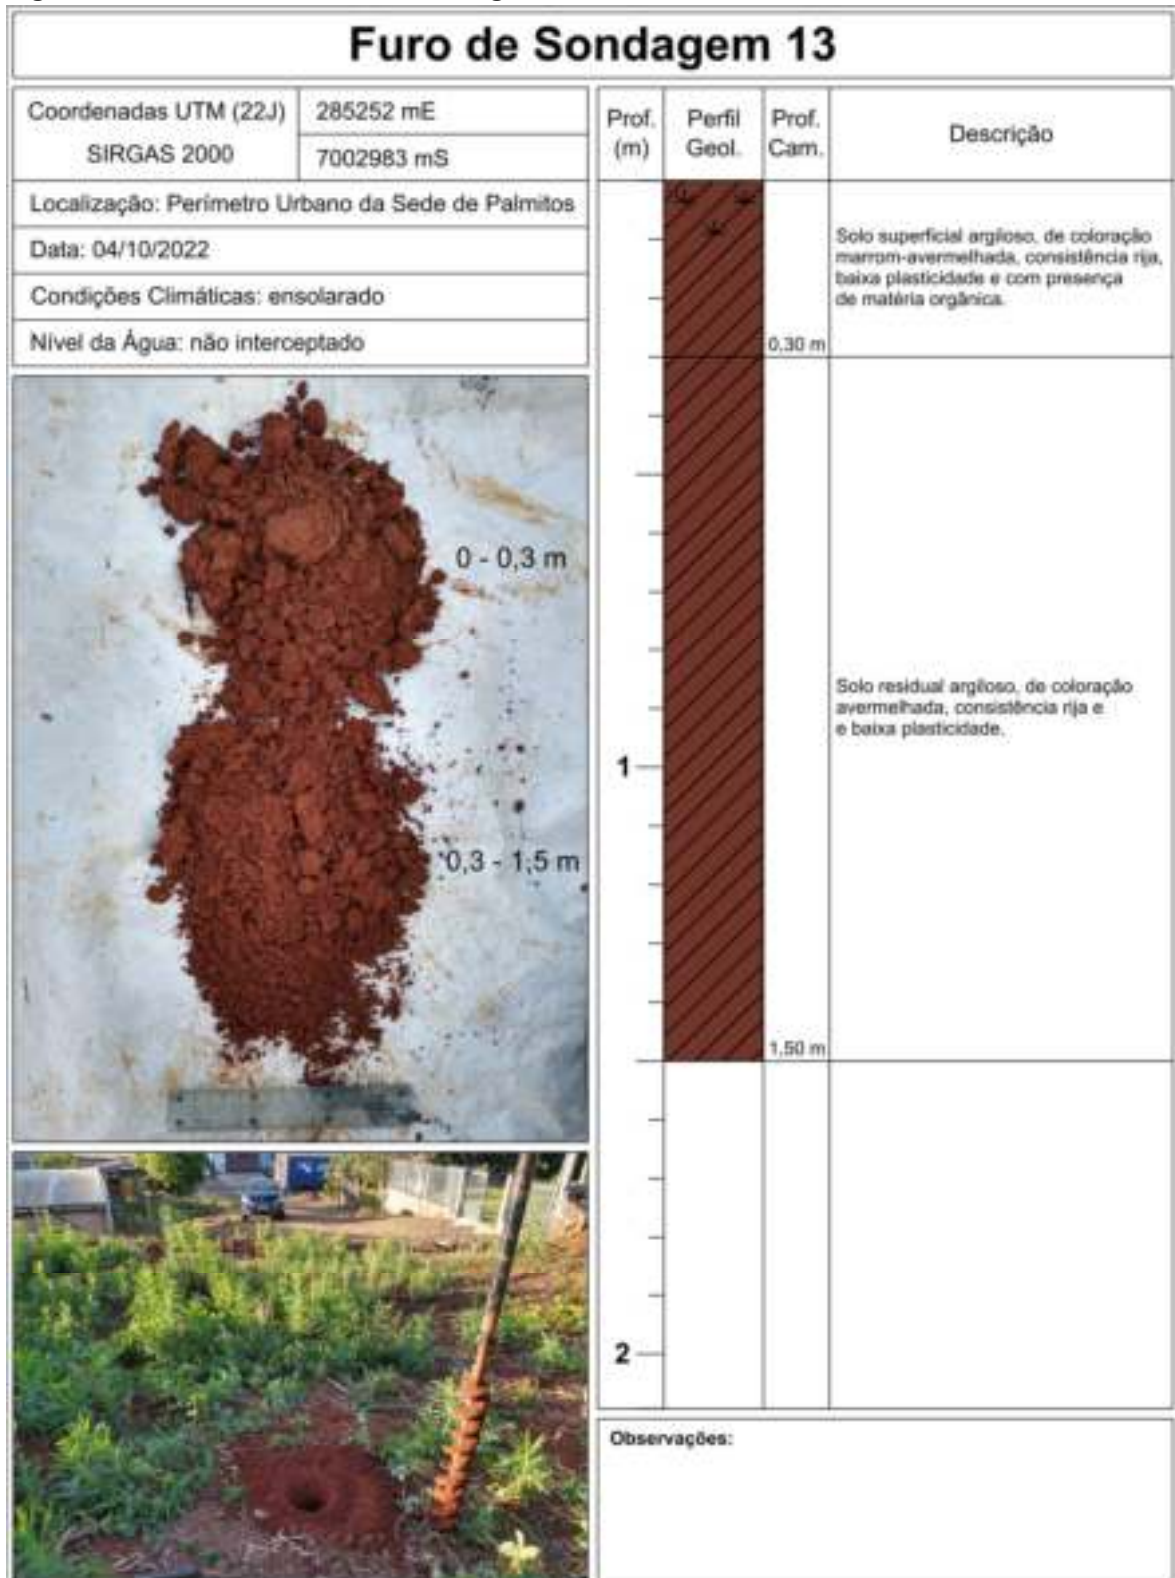 Furo de Sondagem 13
Coordenadas UTM (22J)
SIRGAS 2000
285252 mE
7002983 mS
Localização: Perímetro Urbano da Sede de Palmitos
Data: 04/10/2022
Condições Climáticas: ensolarado
Nível da Água: não interceptado
0 - 0,3 m
0,3 - 1,5 m
Prof.
(m)
Perfil
Geol.
Prof.
Cam.
Descrição
Solo superficial argiloso, de coloração
marrom-avermelhada, consistência rija,
baixa plasticidade e com presença
de matéria orgânica.
0,30 m
Solo residual argiloso, de coloração
avermelhada, consistência rija e
e baixa plasticidade.
1
1,50 m
2
Observações: